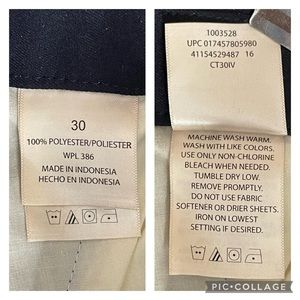 30
100% POLYESTER/POLIESTER
WPL 386
MADE IN INDONESIA
HECHO EN INDONESIA
1003528
UPC 017457805980
41154529487 16
CT30IV
MACHINE WASH WARM.
WASH WITH LIKE COLORS.
USE ONLY NON-CHLORINE
BLEACH WHEN NEEDED.
TUMBLE DRY LOW.
REMOVE PROMPTLY.
DO NOT USE FABRIC
SOFTENER OR DRIER SHEETS.
IRON ON LOWEST
SETTING IF DESIRED.
PIC•COLLAGE